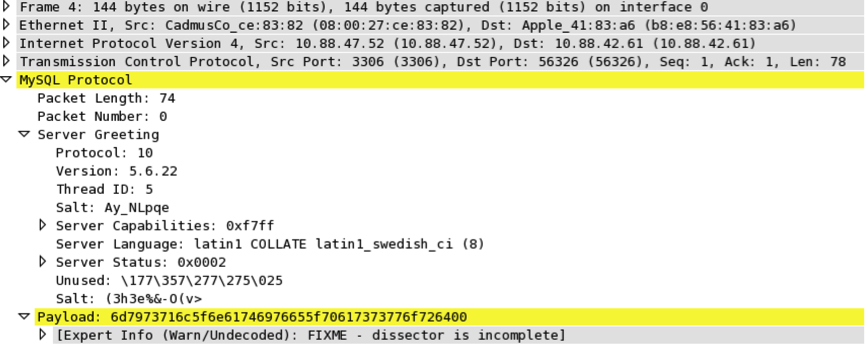 Frame 4: 144 bytes on wire (1152 bits), 144 bytes captured (1152 bits) on interface 0
Ethernet II, Src: CadmusCo_ce:83:82 (08:00:27:ce:83:82), Dst: Apple_41:83:a6 (b8:e8:56:41:83:a6)
Internet Protocol Version 4, Src: 10.88.47.52 (10.88.47.52), Dst: 10.88.42.61 (10.88.42.61)
Transmission Control Protocol, Src Port: 3306 (3306), Dst Port: 56326 (56326), Seq: 1, Ack: 1, Len: 78
MySQL Protocol
Packet Length: 74
Packet Number: 0
Server Greeting
Protocol: 10
Version: 5.6.22
Thread ID: 5
Salt: Ay_NLpqe
Server Capabilities: 0xf7ff
Server Language: latin1 COLLATE latin1_swedish_ci (8)
Server Status: 0x0002
Unused: \177\357\277\275\025
Salt: (3h3e%&-O(v>
Payload: 6d7973716c5f6e61746976655f70617373776f726400
[Expert Info (Warn/Undecoded): FIXME - dissector is incomplete]